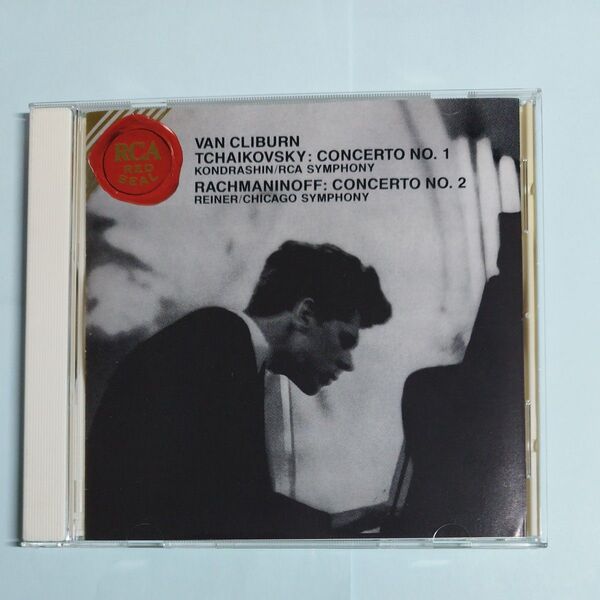 RCA
RED
SEAL
VAN CLIBURN
TCHAIKOVSKY: CONCERTO NO. 1
KONDRASHIN/RCA SYMPHONY
RACHMANINOFF: CONCERTO NO. 2
REINER/CHICAGO SYMPHONY